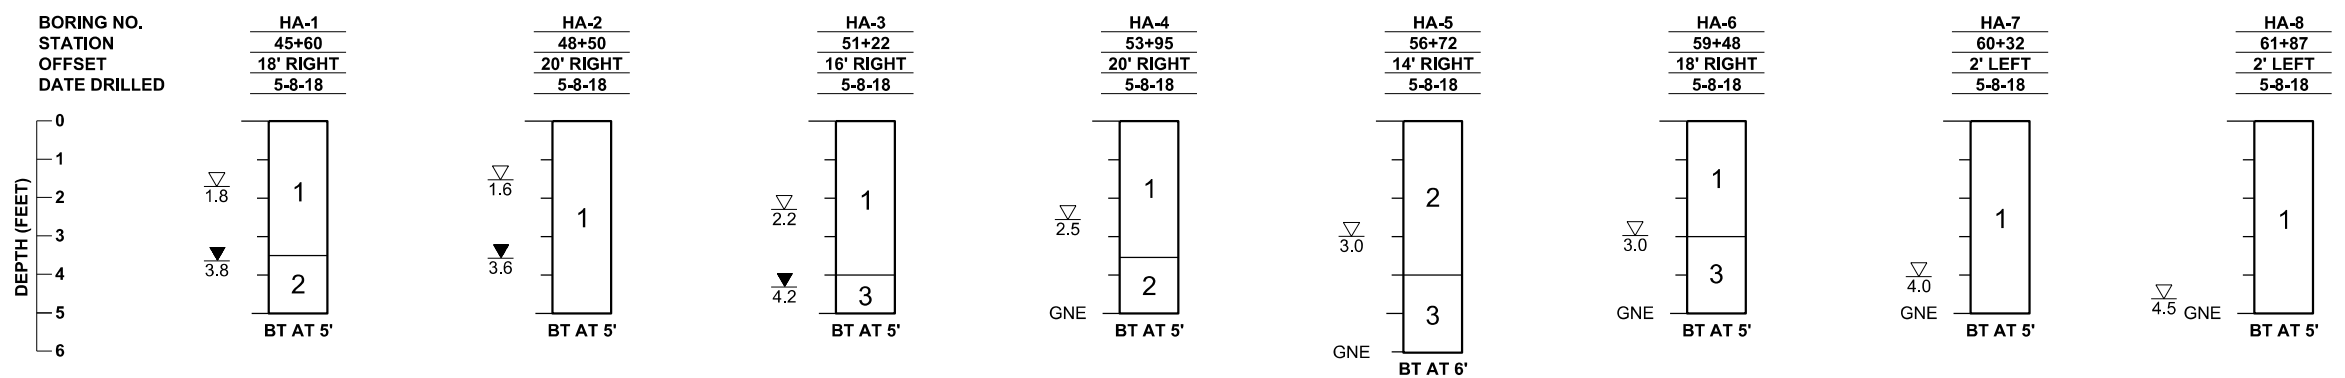 BORING NO. HA-1 HA-2 HA-3 HA-4 HA-5 HA-6 HA-7 HA-8
STATION 45+60 48+50 51+22 53+95 56+72 59+48 60+32 61+87
OFFSET 18' RIGHT 20' RIGHT 16' RIGHT 20' RIGHT 14' RIGHT 18' RIGHT 2' LEFT 2' LEFT
DATE DRILLED 5-8-18 5-8-18 5-8-18 5-8-18 5-8-18 5-8-18 5-8-18 5-8-18
DEPTH (FEET)
0
1
2
3
4
5
6
1.8
3.8
1
2
BT AT 5'
1.6
3.6
1
BT AT 5'
2.2
4.2
1
3
BT AT 5'
2.5
GNE
1
2
BT AT 5'
3.0
GNE
2
3
BT AT 6'
3.0
GNE
1
3
BT AT 5'
4.0
GNE
1
BT AT 5'
4.5
GNE
1
BT AT 5'